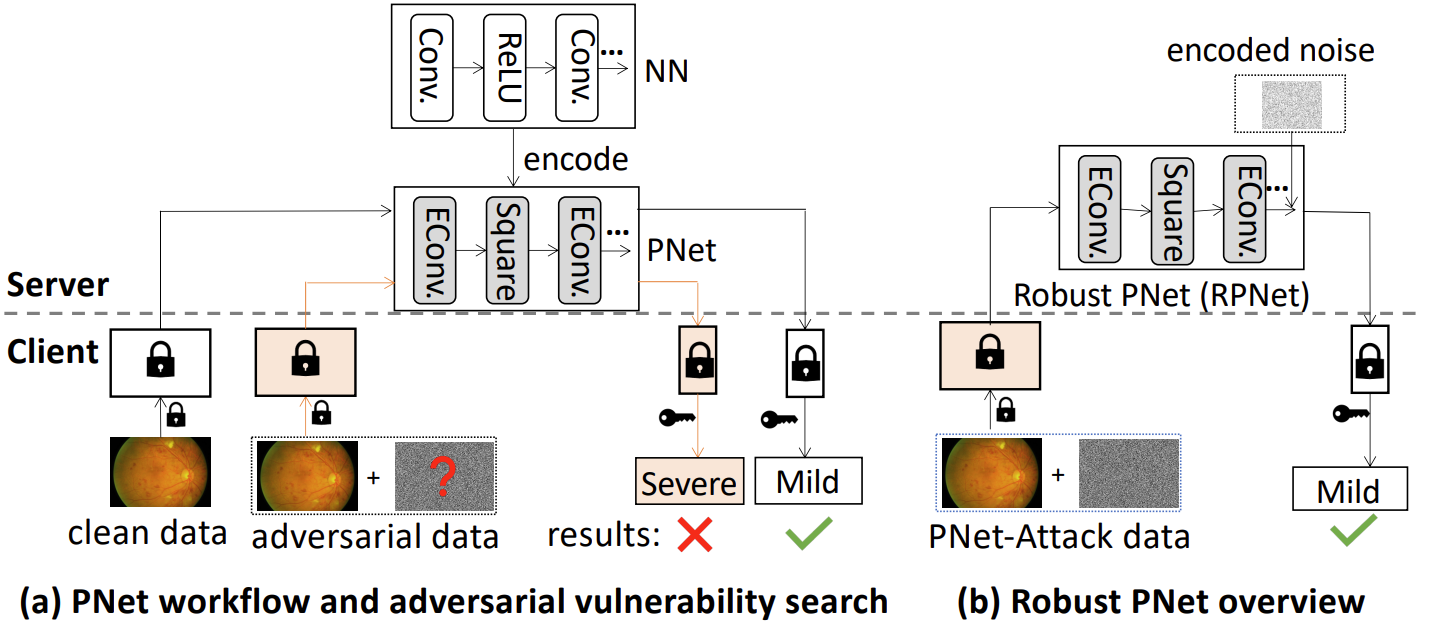 Conv.
ReLU
Conv.
...
NN
encode
EConv.
Square
EConv.
...
PNet
Server
Client
?
+
clean data
adversarial data
results:
Severe
Mild
(a) PNet workflow and adversarial vulnerability search
encoded noise
EConv.
Square
EConv.
...
Robust PNet (RPNet)
+
PNet-Attack data
Mild
(b) Robust PNet overview